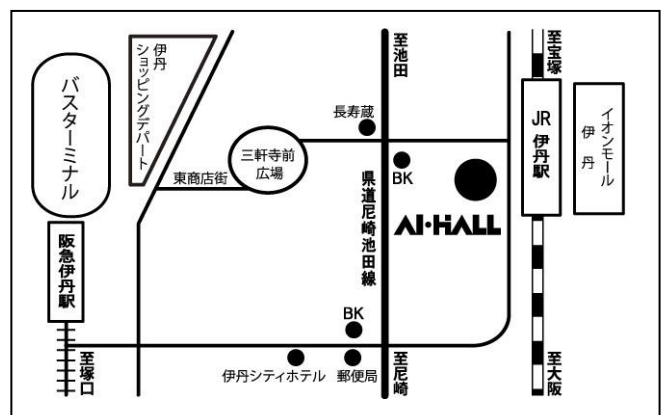 バスターミナル
伊丹
ショッピングデパート
至池田
至宝塚
長寿蔵
JR
伊丹駅
イオンモール
伊丹
三軒寺前
広場
BK
東商店街
県道尼崎池田線
AI・HALL
阪急伊丹駅
BK
至塚口
伊丹シティホテル
郵便局
至尼崎
至大阪